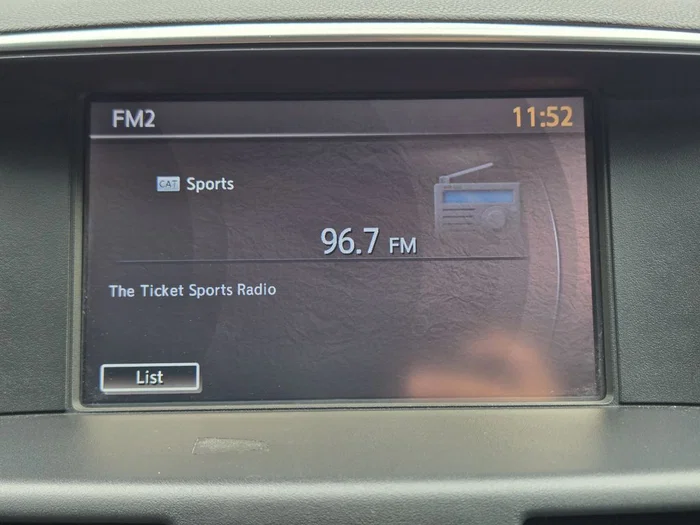 FM2 11:52
CAT Sports
96.7 FM
The Ticket Sports Radio
List